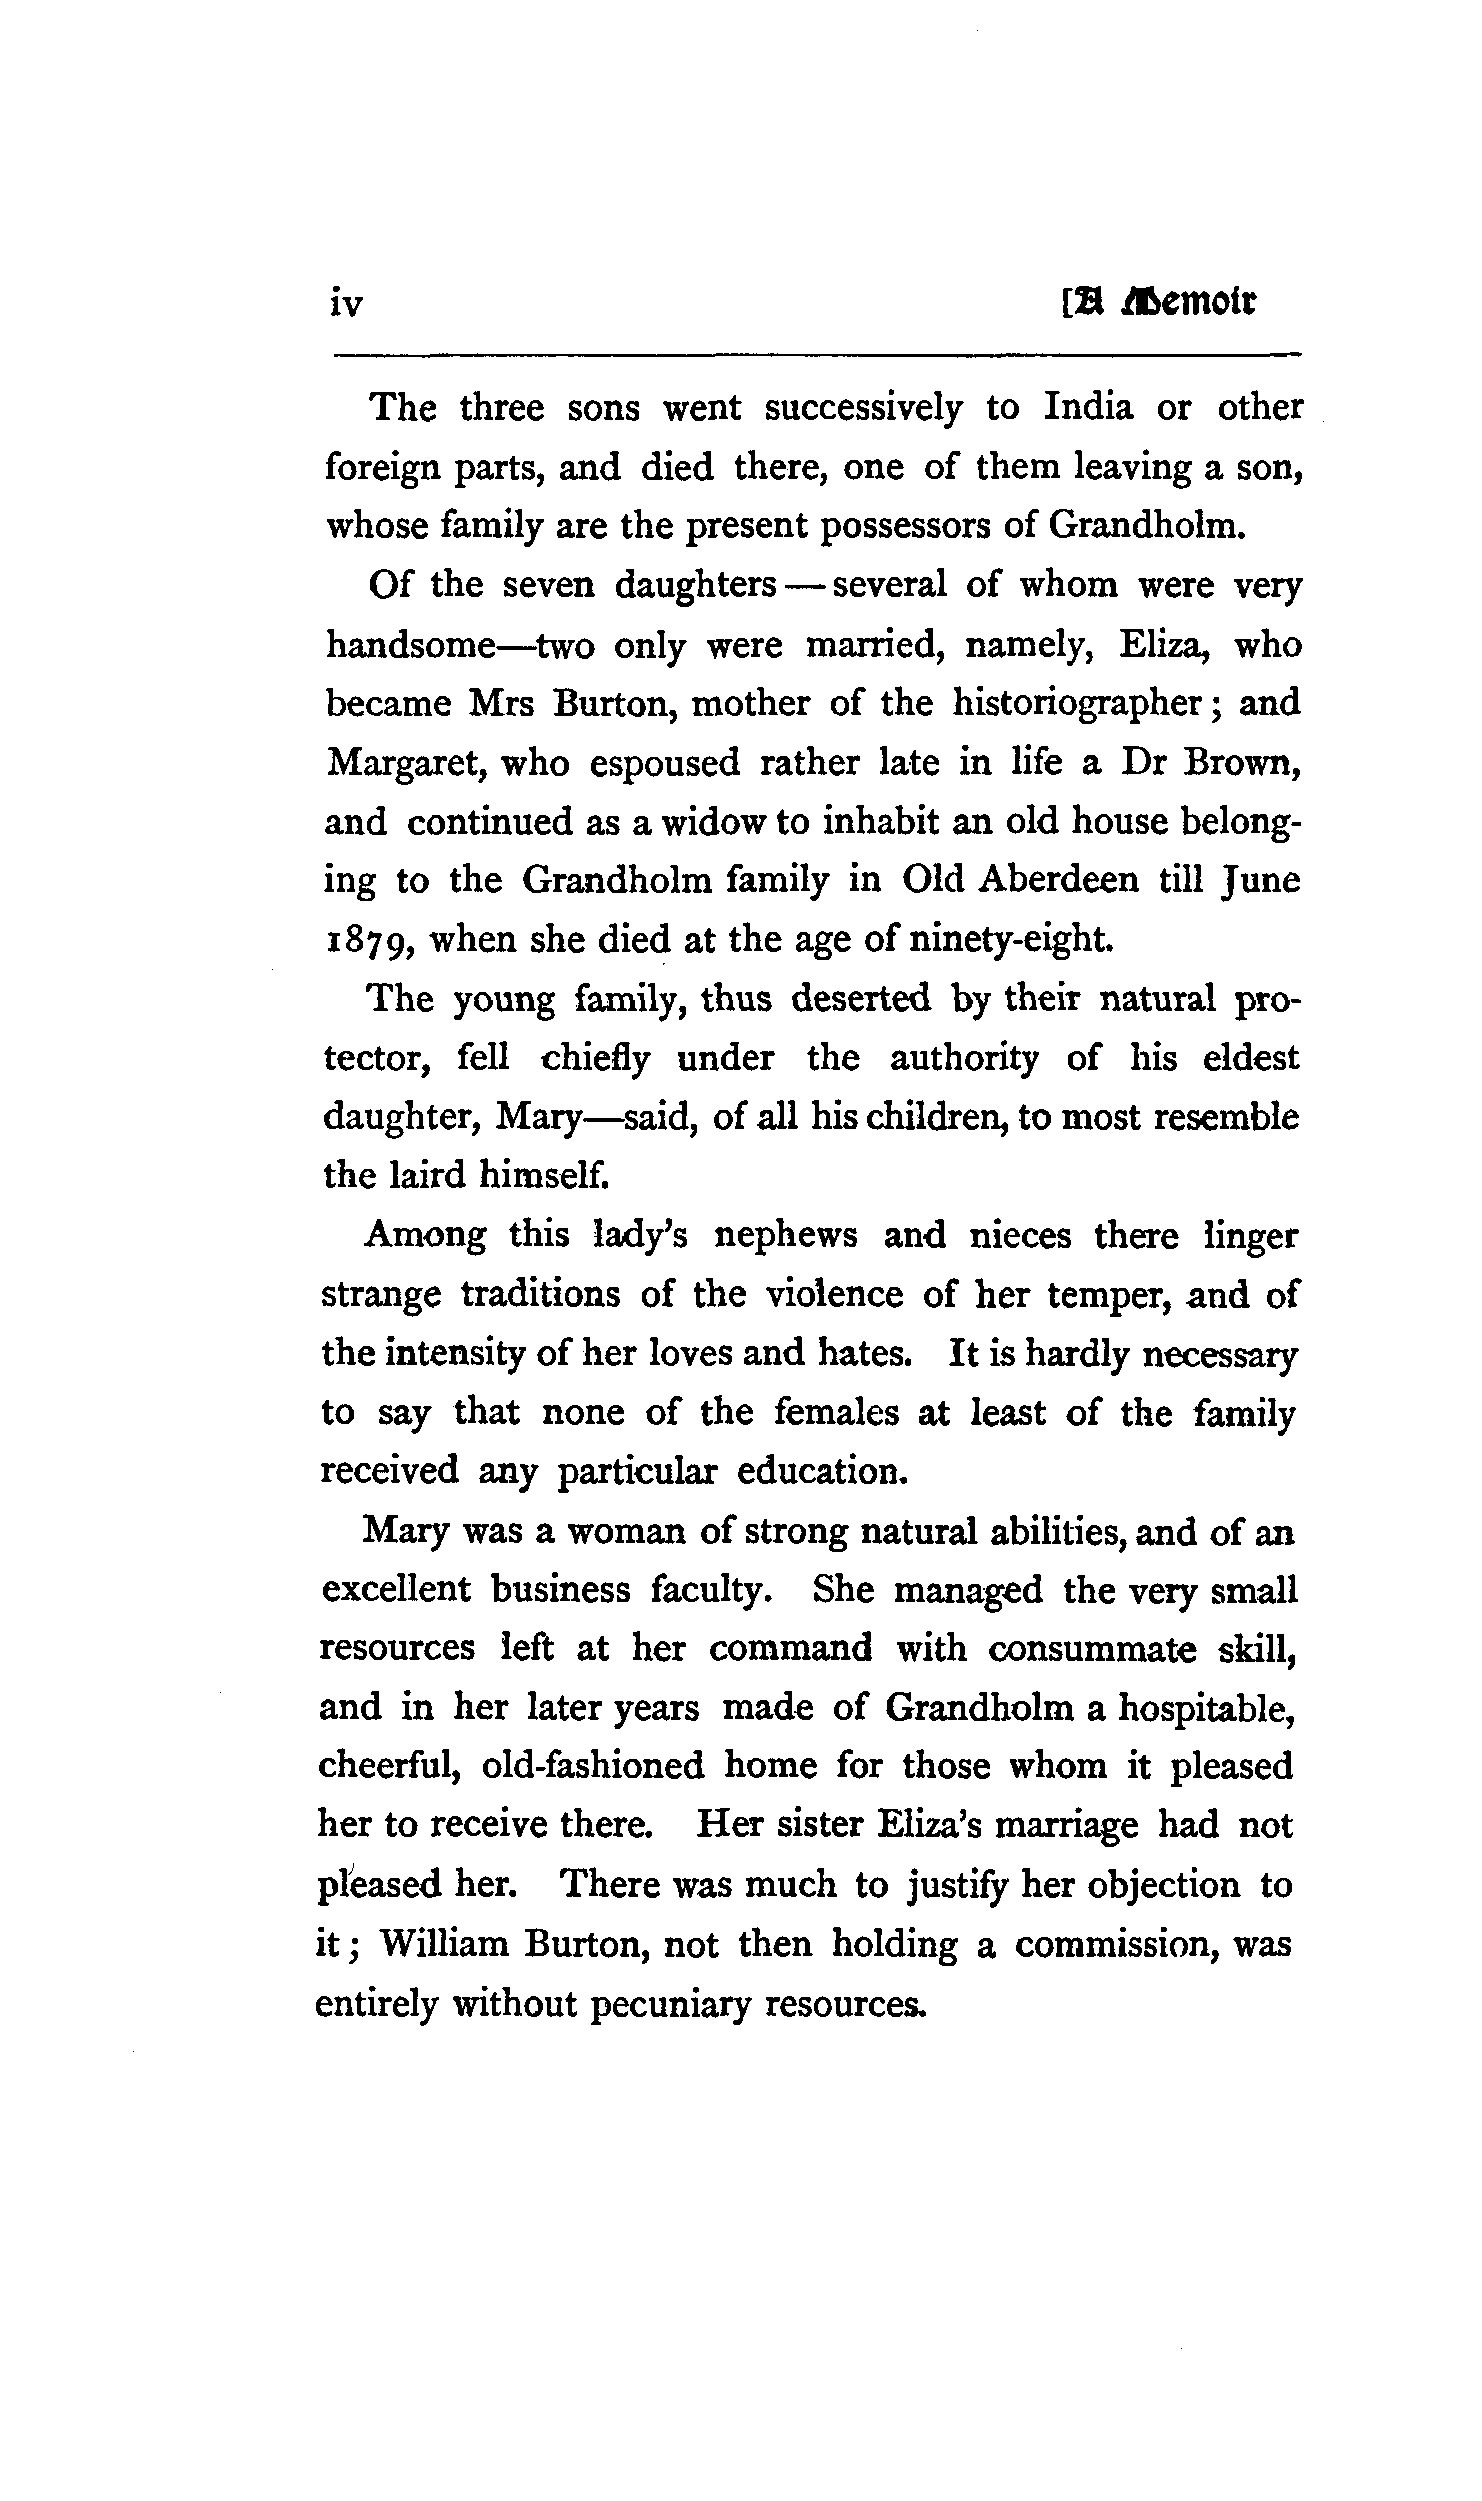 iv [A Memoir
The three sons went successively to India or other
foreign parts, and died there, one of them leaving a son,
whose family are the present possessors of Grandholm.
Of the seven daughters — several of whom were very
handsome—two only were married, namely, Eliza, who
became Mrs Burton, mother of the historiographer; and
Margaret, who espoused rather late in life a Dr Brown,
and continued as a widow to inhabit an old house belong-
ing to the Grandholm family in Old Aberdeen till June
1879, when she died at the age of ninety-eight.
The young family, thus deserted by their natural pro-
tector, fell chiefly under the authority of his eldest
daughter, Mary—said, of all his children, to most resemble
the laird himself.
Among this lady's nephews and nieces there linger
strange traditions of the violence of her temper, and of
the intensity of her loves and hates. It is hardly necessary
to say that none of the females at least of the family
received any particular education.
Mary was a woman of strong natural abilities, and of an
excellent business faculty. She managed the very small
resources left at her command with consummate skill,
and in her later years made of Grandholm a hospitable,
cheerful, old-fashioned home for those whom it pleased
her to receive there. Her sister Eliza's marriage had not
pleased her. There was much to justify her objection to
it; William Burton, not then holding a commission, was
entirely without pecuniary resources.